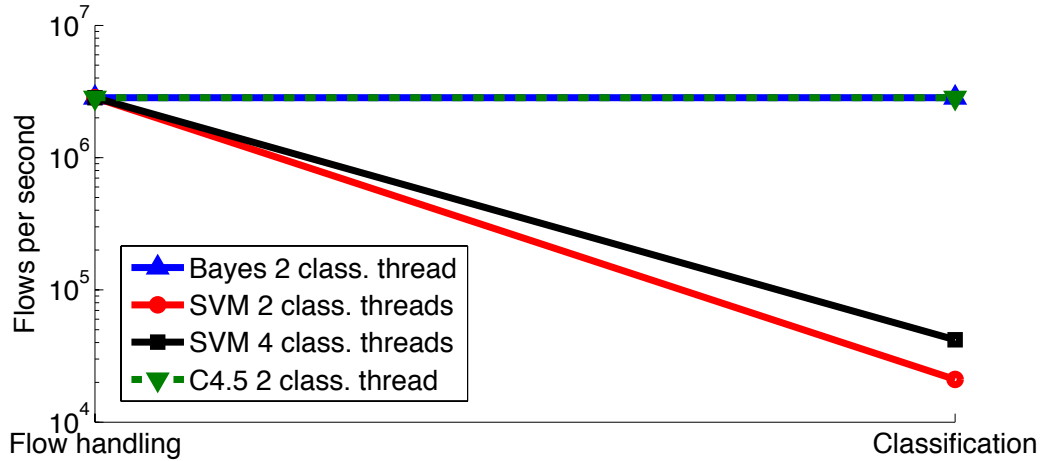 10^7
10^6
10^5
10^4
Flows per second
Bayes 2 class. thread
SVM 2 class. threads
SVM 4 class. threads
C4.5 2 class. thread
Flow handling
Classification